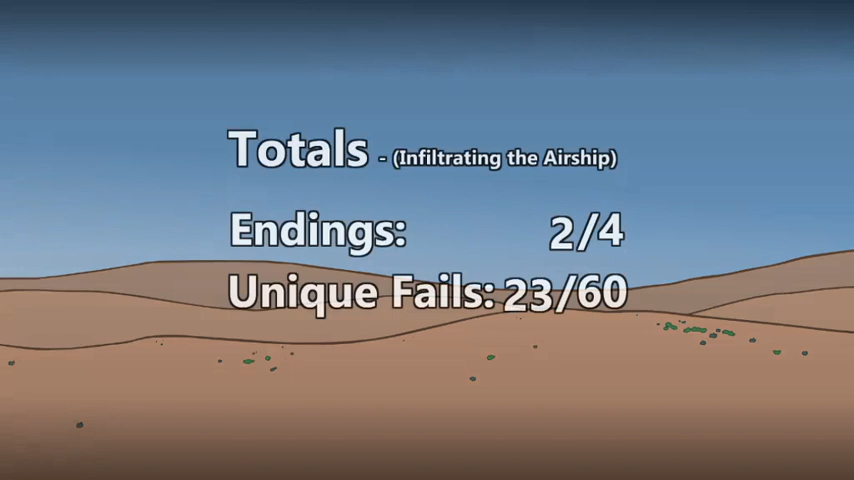 Totals - (Infiltrating the Airship)
Endings: 2/4
Unique Fails: 23/60